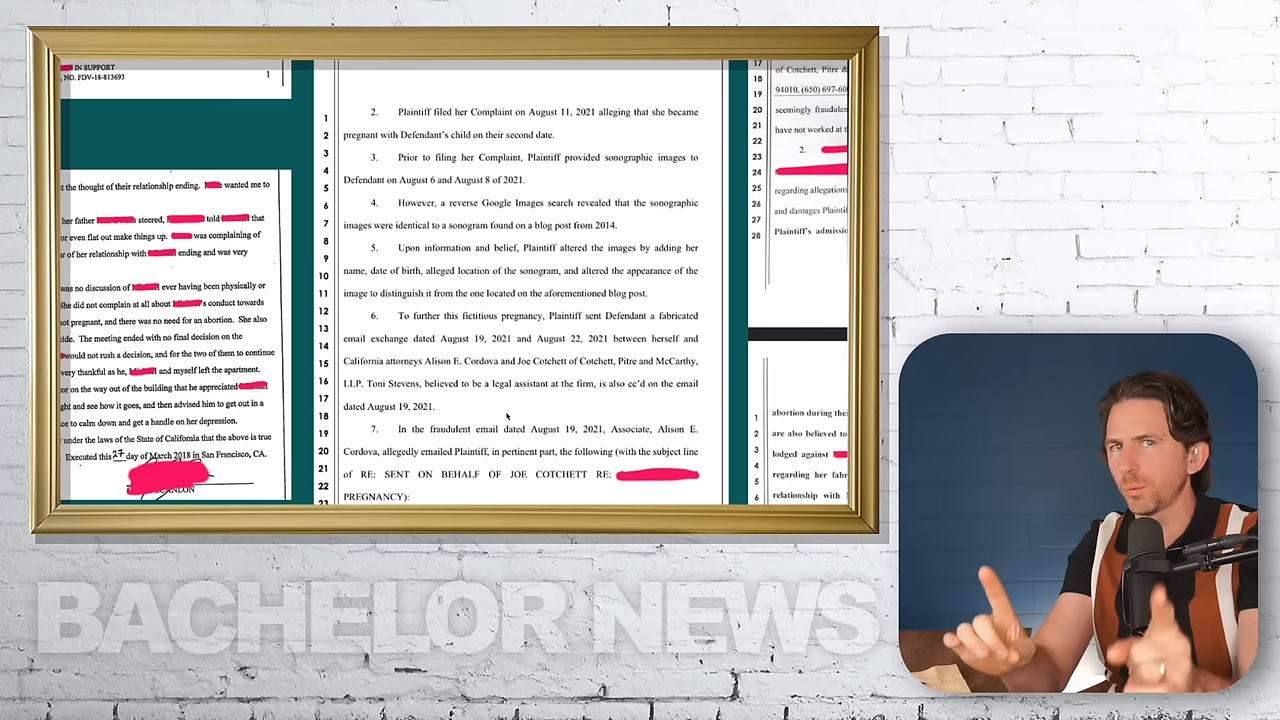 IN SUPPORT
. NO. FDV-18-813693
1
t the thought of their relationship ending. wanted me to
her father steered, told that
or even flat out make things up. was complaining of
r of her relationship with ending and was very
was no discussion of ever having been physically or
She did not complain at all about 's conduct towards
ot pregnant, and there was no need for an abortion. She also
ide. The meeting ended with no final decision on the
would not rush a decision, and for the two of them to continue
very thankful as he, and myself left the apartment.
or on the way out of the building that he appreciated
ght and see how it goes, and then advised him to get out in a
ce to calm down and get a handle on her depression.
under the laws of the State of California that the above is true
Executed this 27 day of March 2018 in San Francisco, CA.
1
2
3
4
5
6
7
8
9
10
11
12
13
14
15
16
17
18
19
20
21
22
23
2. Plaintiff filed her Complaint on August 11, 2021 alleging that she became
pregnant with Defendant's child on their second date.
3. Prior to filing her Complaint, Plaintiff provided sonographic images to
Defendant on August 6 and August 8 of 2021.
4. However, a reverse Google Images search revealed that the sonographic
images were identical to a sonogram found on a blog post from 2014.
5. Upon information and belief, Plaintiff altered the images by adding her
name, date of birth, alleged location of the sonogram, and altered the appearance of the
image to distinguish it from the one located on the aforementioned blog post.
6. To further this fictitious pregnancy, Plaintiff sent Defendant a fabricated
email exchange dated August 19, 2021 and August 22, 2021 between herself and
California attorneys Alison E. Cordova and Joe Cotchett of Cotchett, Pitre and McCarthy,
LLP. Toni Stevens, believed to be a legal assistant at the firm, is also cc'd on the email
dated August 19, 2021.
7. In the fraudulent email dated August 19, 2021, Associate, Alison E.
Cordova, allegedly emailed Plaintiff, in pertinent part, the following (with the subject line
of RE: SENT ON BEHALF OF JOE COTCHETT RE:
PREGNANCY):
17
18
19
20
21
22
23
24
25
26
27
28
of Cotchett, Pitre &
94010, (650) 697-60
seemingly fraudulen
have not worked at t
2.
regarding allegations
and damages Plaintif
Plaintiff's admissio
1
2
3
4
5
6
abortion during thei
are also believed to
lodged against
regarding her fabr
relationship with
BACHELOR NEWS